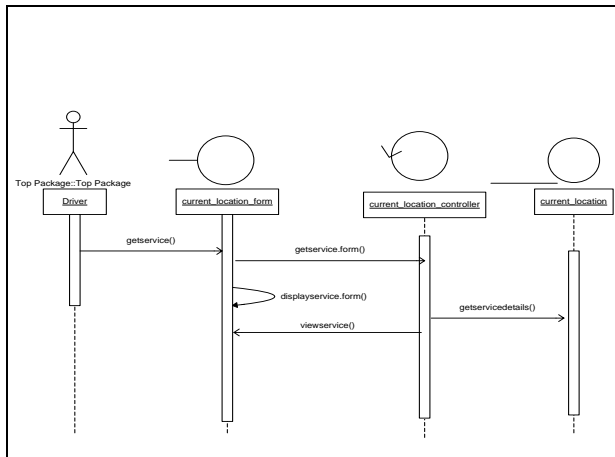 Top Package::Top Package
Driver
current_location_form
current_location_controller
current_location
getservice()
getservice.form()
displayservice.form()
getservicedetails()
viewservice()